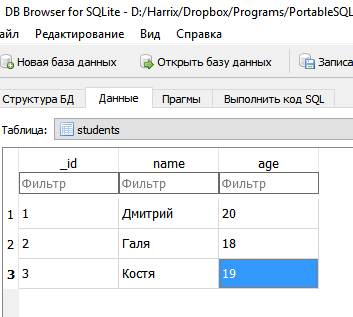 DB Browser for SQLite - D:/Harrix/Dropbox/Programs/PortableSQL
айл Редактирование Вид Справка
Новая база данных Открыть базу данных Записа
Структура БД Данные Прагмы Выполнить код SQL
Таблица: students
_id name age
Фильтр Фильтр Фильтр
1 1 Дмитрий 20
2 2 Галя 18
3 3 Костя 19